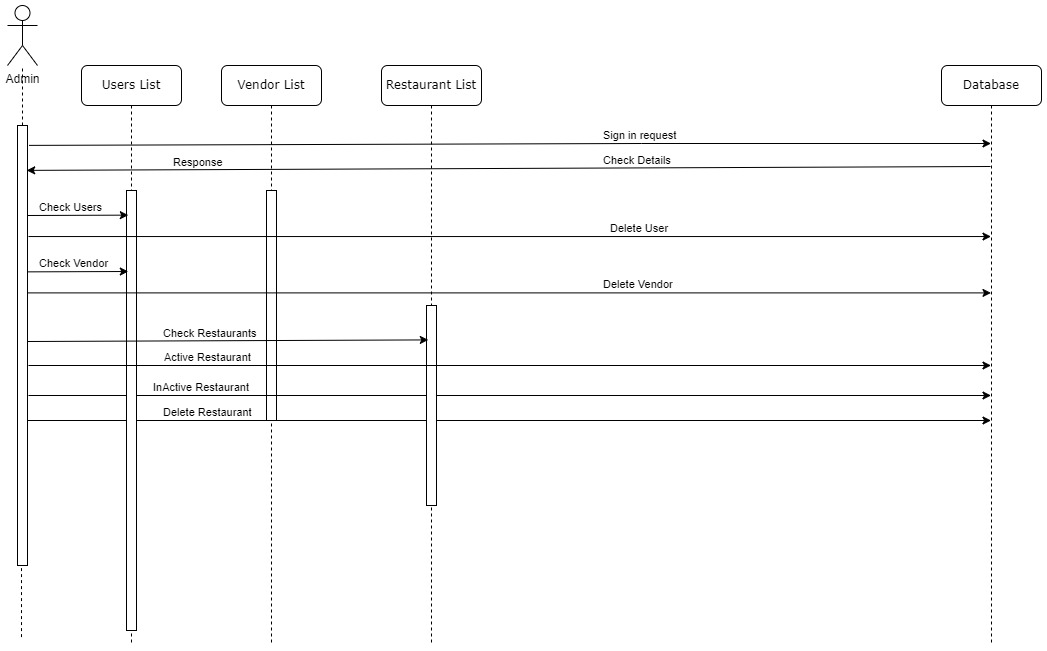 Admin
Users List
Vendor List
Restaurant List
Database
Sign in request
Response
Check Details
Check Users
Delete User
Check Vendor
Delete Vendor
Check Restaurants
Active Restaurant
InActive Restaurant
Delete Restaurant